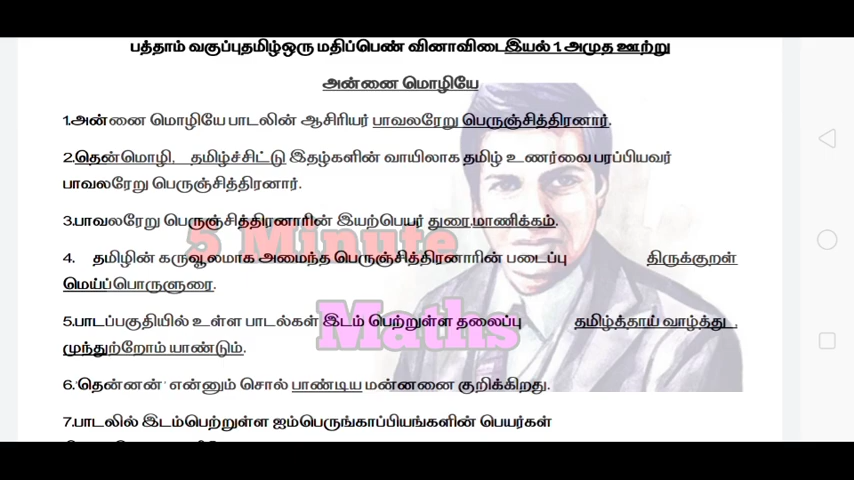 பத்தாம் வகுப்புதமிழ்ஒரு மதிப்பெண் வினாவிடைஇயல் 1 அமுத ஊற்று
அன்னை மொழியே
1.அன்னை மொழியே பாடலின் ஆசிரியர் பாவலரேறு பெருஞ்சித்திரனார்.
2.தென்மொழி, தமிழ்ச்சிட்டு இதழ்களின் வாயிலாக தமிழ் உணர்வை பரப்பியவர்
பாவலரேறு பெருஞ்சித்திரனார்.
3.பாவலரேறு பெருஞ்சித்திரனாரின் இயற்பெயர் துரை.மாணிக்கம்.
5 Minute
4. தமிழின் கருவூலமாக அமைந்த பெருஞ்சித்திரனாரின் படைப்பு திருக்குறள்
மெய்ப்பொருளுரை.
Maths
5.பாடப்பகுதியில் உள்ள பாடல்கள் இடம் பெற்றுள்ள தலைப்பு தமிழ்த்தாய் வாழ்த்து ,
முந்துற்றோம் யாண்டும்.
6.'தென்னன்' என்னும் சொல் பாண்டிய மன்னனை குறிக்கிறது.
7.பாடலில் இடம்பெற்றுள்ள ஐம்பெருங்காப்பியங்களின் பெயர்கள்